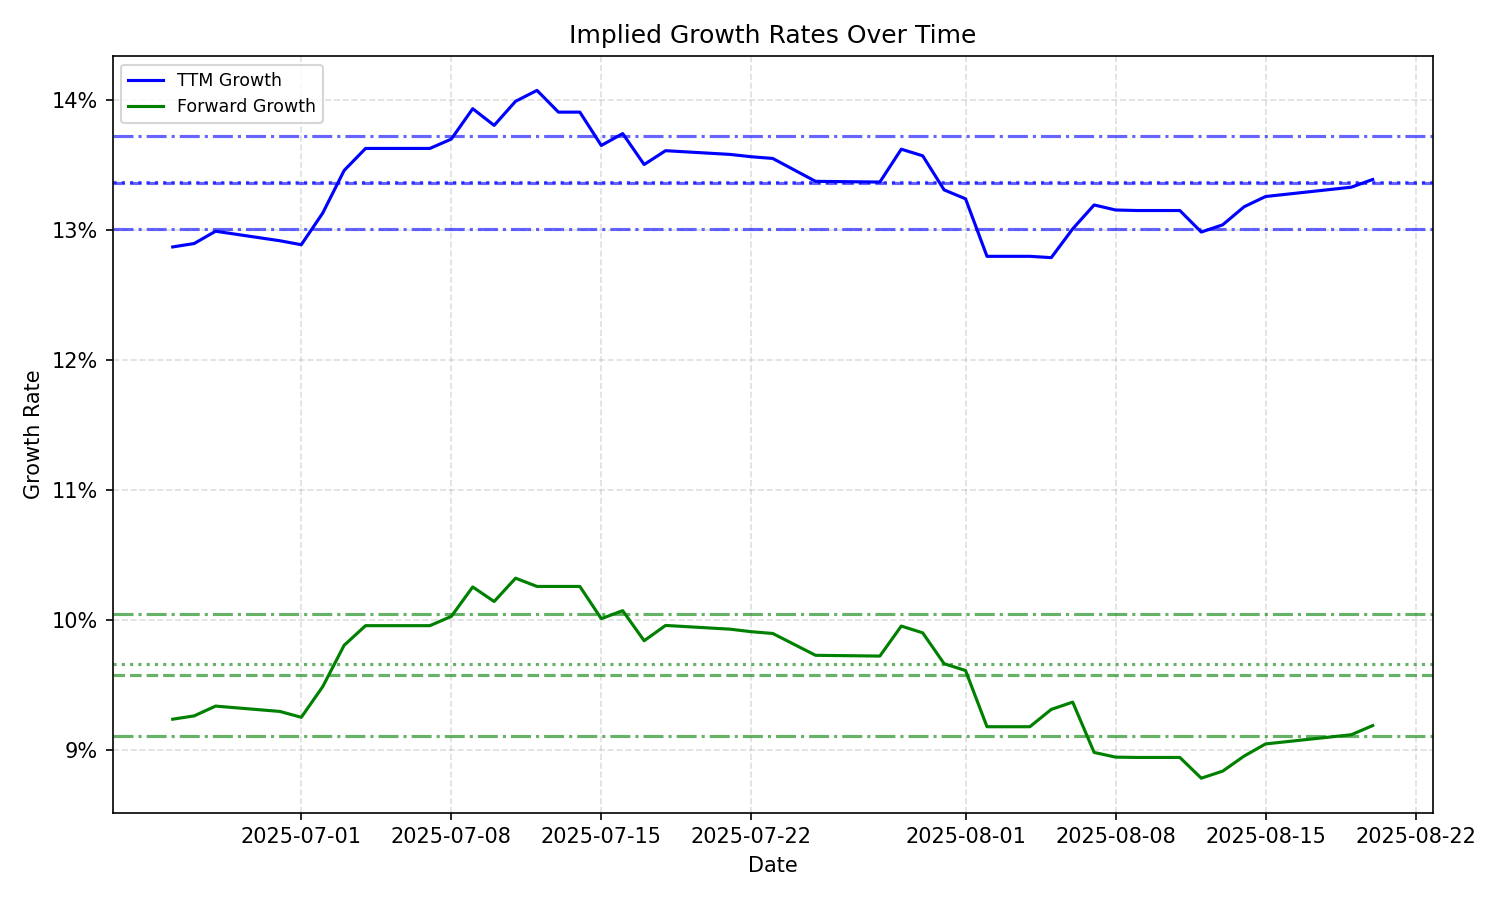 Implied Growth Rates Over Time
TTM Growth
Forward Growth
14%
13%
12%
11%
10%
9%
Growth Rate
2025-07-01 2025-07-08 2025-07-15 2025-07-22 2025-08-01 2025-08-08 2025-08-15 2025-08-22
Date